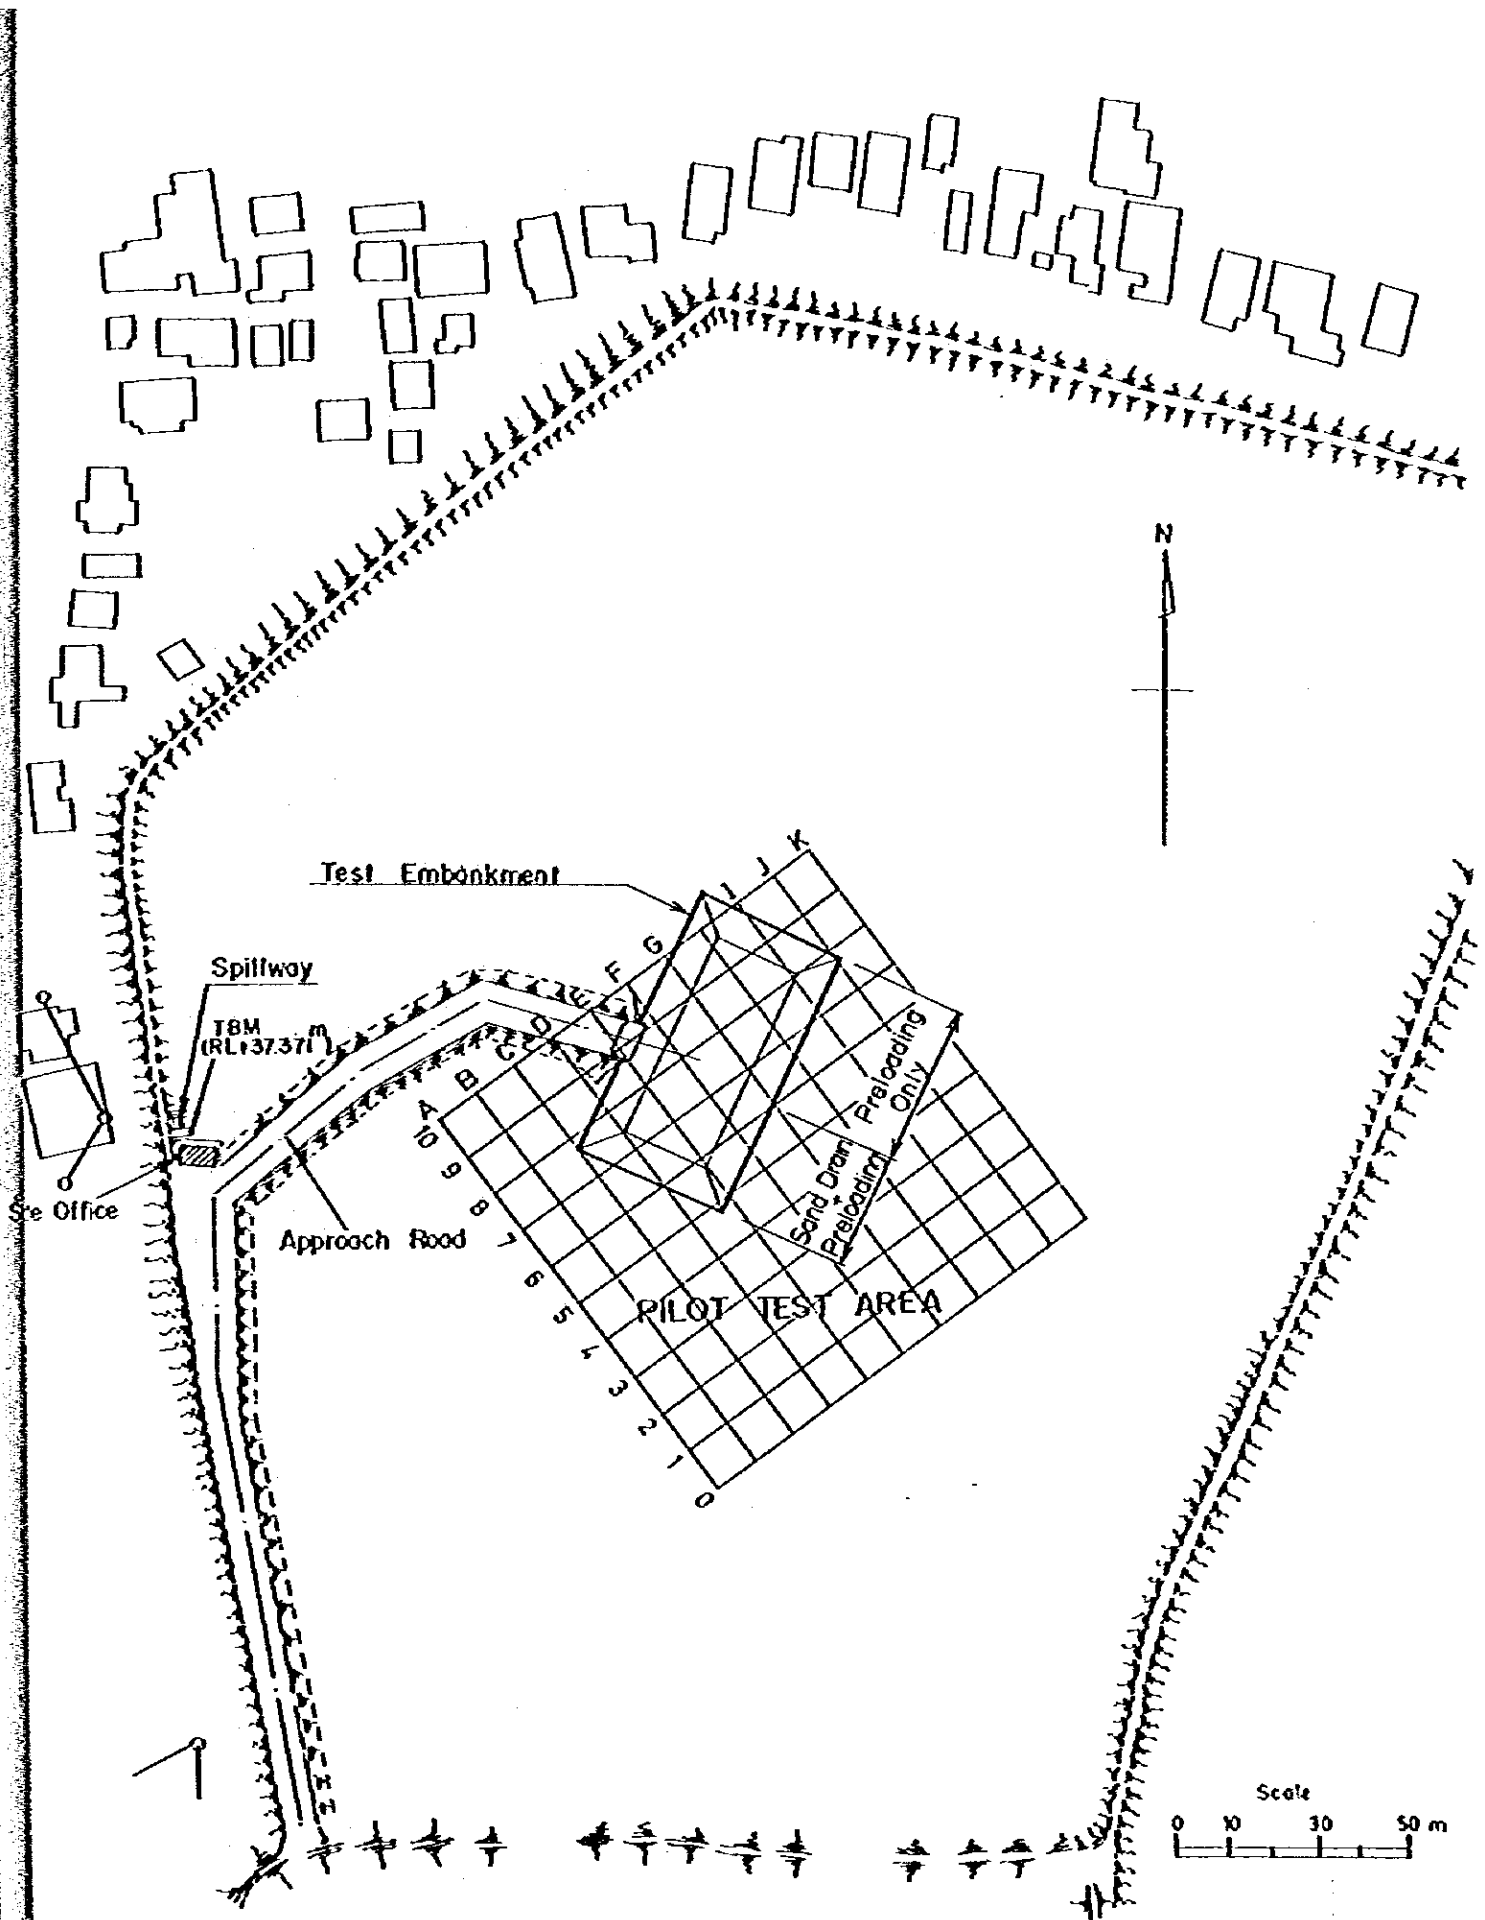 N
Test Embankment
K
J
I
G
F
E
D
C
B
A
Spillway
TBM
(RL+37.371 m)
10
9
8
7
6
5
4
3
2
1
0
Preloading
Only
Sand Drain
+
Preloading
Site Office
Approach Road
PILOT TEST AREA
Scale
0 10 30 50 m